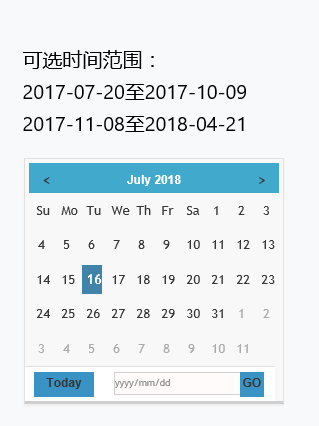 可选时间范围：
2017-07-20至2017-10-09
2017-11-08至2018-04-21
< July 2018 >
Su Mo Tu We Th Fr Sa 1 2 3
4 5 6 7 8 9 10 11 12 13
14 15 16 17 18 19 20 21 22 23
24 25 26 27 28 29 30 31 1 2
3 4 5 6 7 8 9 10 11
Today yyyy/mm/dd GO